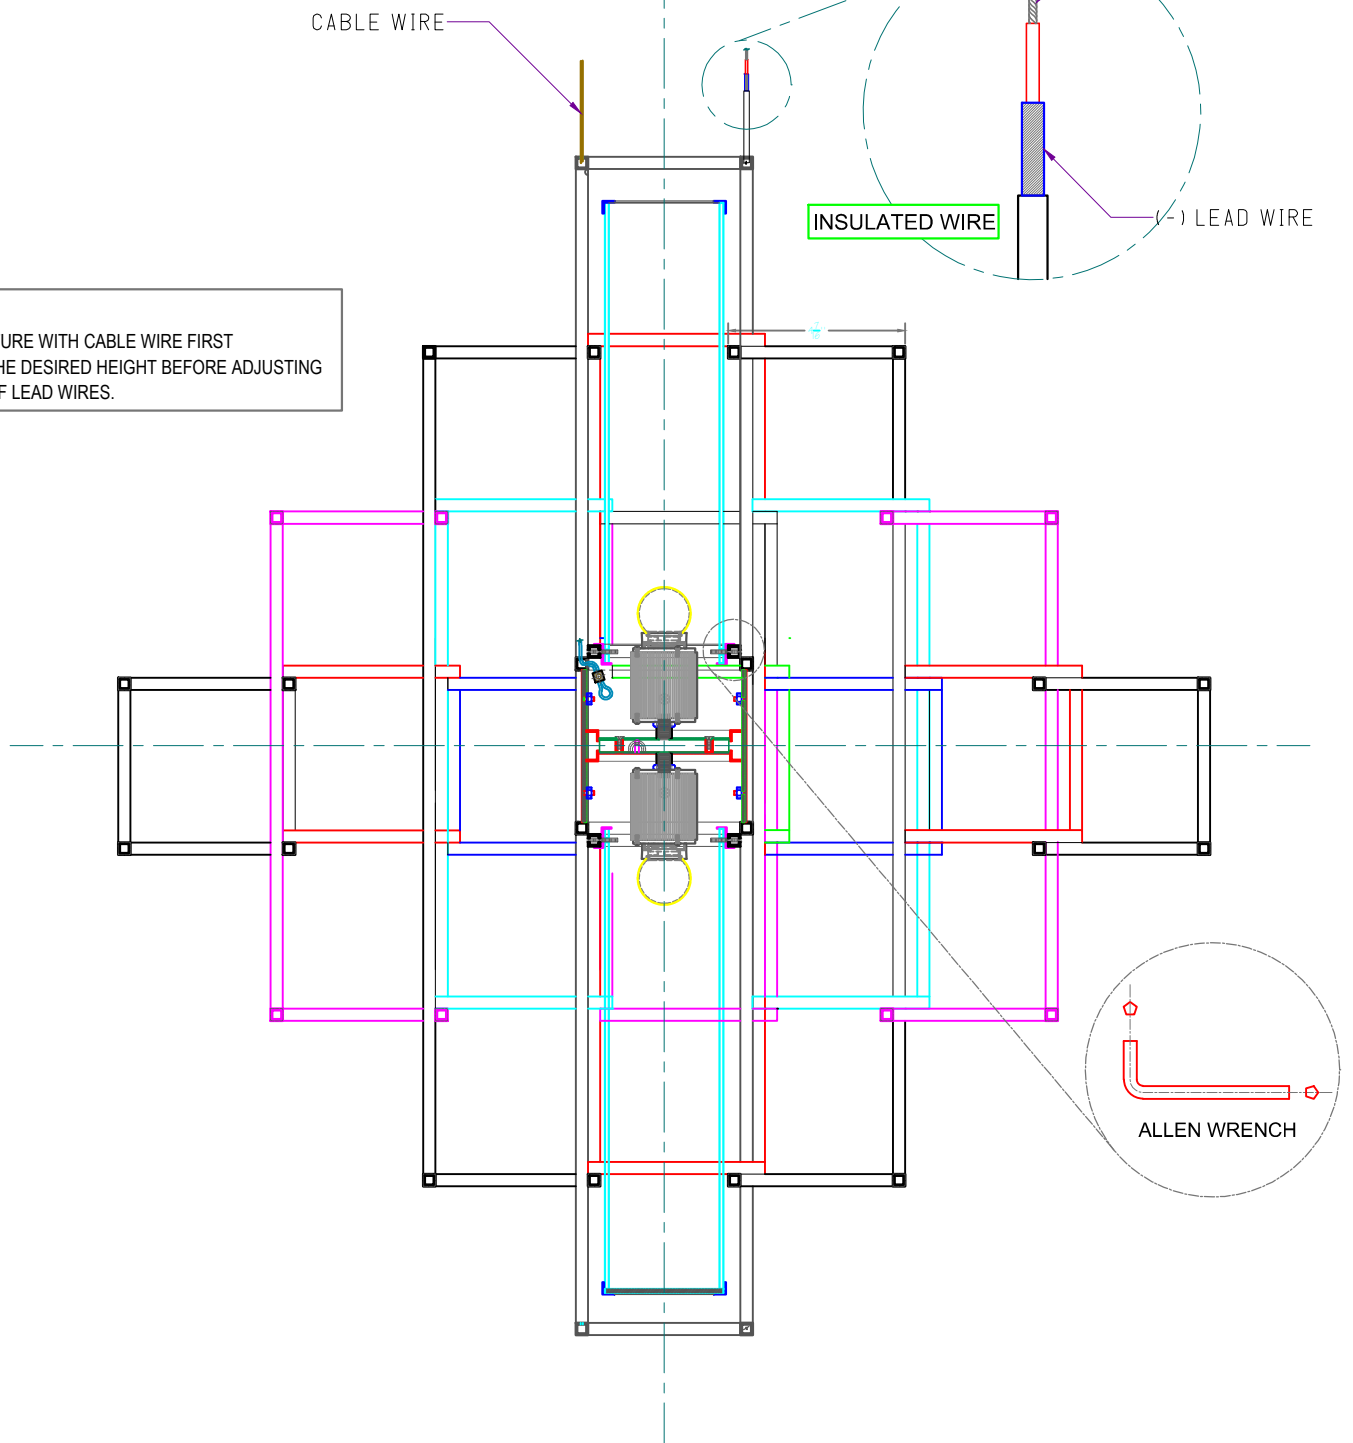 CABLE WIRE
INSULATED WIRE
(-) LEAD WIRE
URE WITH CABLE WIRE FIRST
HE DESIRED HEIGHT BEFORE ADJUSTING
F LEAD WIRES.
ALLEN WRENCH